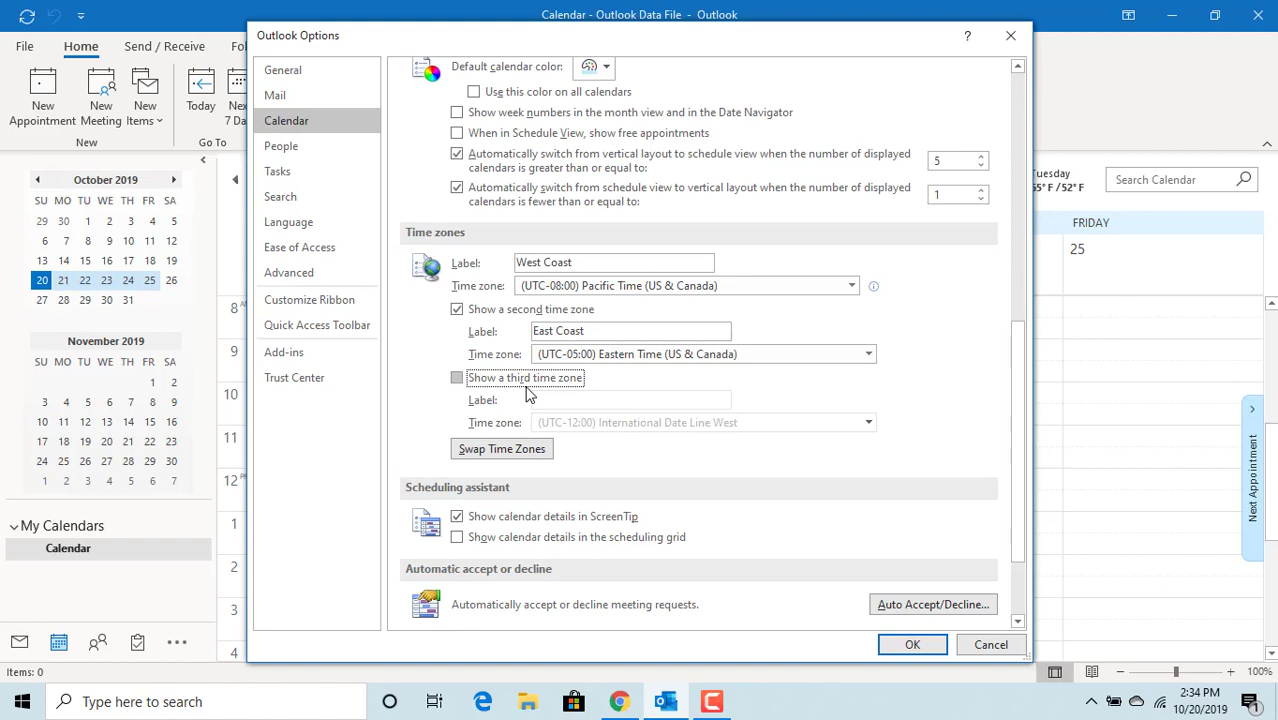 Calendar - Outlook Data File - Outlook
Outlook Options
?
File
Home
Send / Receive
New
Appointment
New
Meeting
New
Items
Today
New
Go To
General
Mail
Calendar
People
Tasks
Search
Language
Ease of Access
Advanced
Customize Ribbon
Quick Access Toolbar
Add-ins
Trust Center
Default calendar color:
Use this color on all calendars
Show week numbers in the month view and in the Date Navigator
When in Schedule View, show free appointments
Automatically switch from vertical layout to schedule view when the number of displayed
calendars is greater than or equal to:
5
Automatically switch from schedule view to vertical layout when the number of displayed
calendars is fewer than or equal to:
1
Time zones
Label: West Coast
Time zone: (UTC-08:00) Pacific Time (US & Canada)
Show a second time zone
Label: East Coast
Time zone: (UTC-05:00) Eastern Time (US & Canada)
Show a third time zone
Label:
Time zone: (UTC-12:00) International Date Line West
Swap Time Zones
Scheduling assistant
Show calendar details in ScreenTip
Show calendar details in the scheduling grid
Automatic accept or decline
Automatically accept or decline meeting requests.
Auto Accept/Decline...
OK
Cancel
October 2019
SU MO TU WE TH FR SA
29 30 1 2 3 4 5
6 7 8 9 10 11 12
13 14 15 16 17 18 19
20 21 22 23 24 25 26
27 28 29 30 31
November 2019
SU MO TU WE TH FR SA
1 2
3 4 5 6 7 8 9
10 11 12 13 14 15 16
17 18 19 20 21 22 23
24 25 26 27 28 29 30
1 2 3 4 5 6 7
My Calendars
Calendar
8
9
10
11
12
1
2
3
4
Search Calendar
FRIDAY
25
Next Appointment
Items: 0
100%
Type here to search
2:34 PM
10/20/2019
1